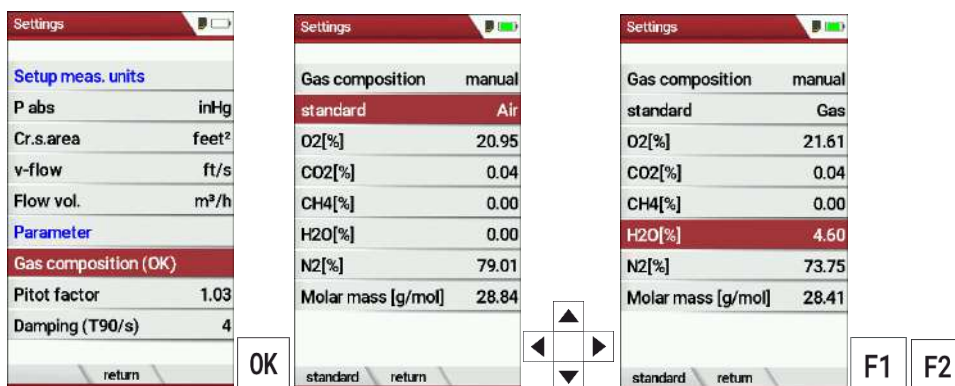 Settings
Setup meas. units
P abs inHg
Cr.s.area feet²
v-flow ft/s
Flow vol. m³/h
Parameter
Gas composition (OK)
Pitot factor 1.03
Damping (T90/s) 4
return
OK
Settings
Gas composition manual
standard Air
O2[%] 20.95
CO2[%] 0.04
CH4[%] 0.00
H2O[%] 0.00
N2[%] 79.01
Molar mass [g/mol] 28.84
standard return
Settings
Gas composition manual
standard Gas
O2[%] 21.61
CO2[%] 0.04
CH4[%] 0.00
H2O[%] 4.60
N2[%] 73.75
Molar mass [g/mol] 28.41
standard return
F1 F2